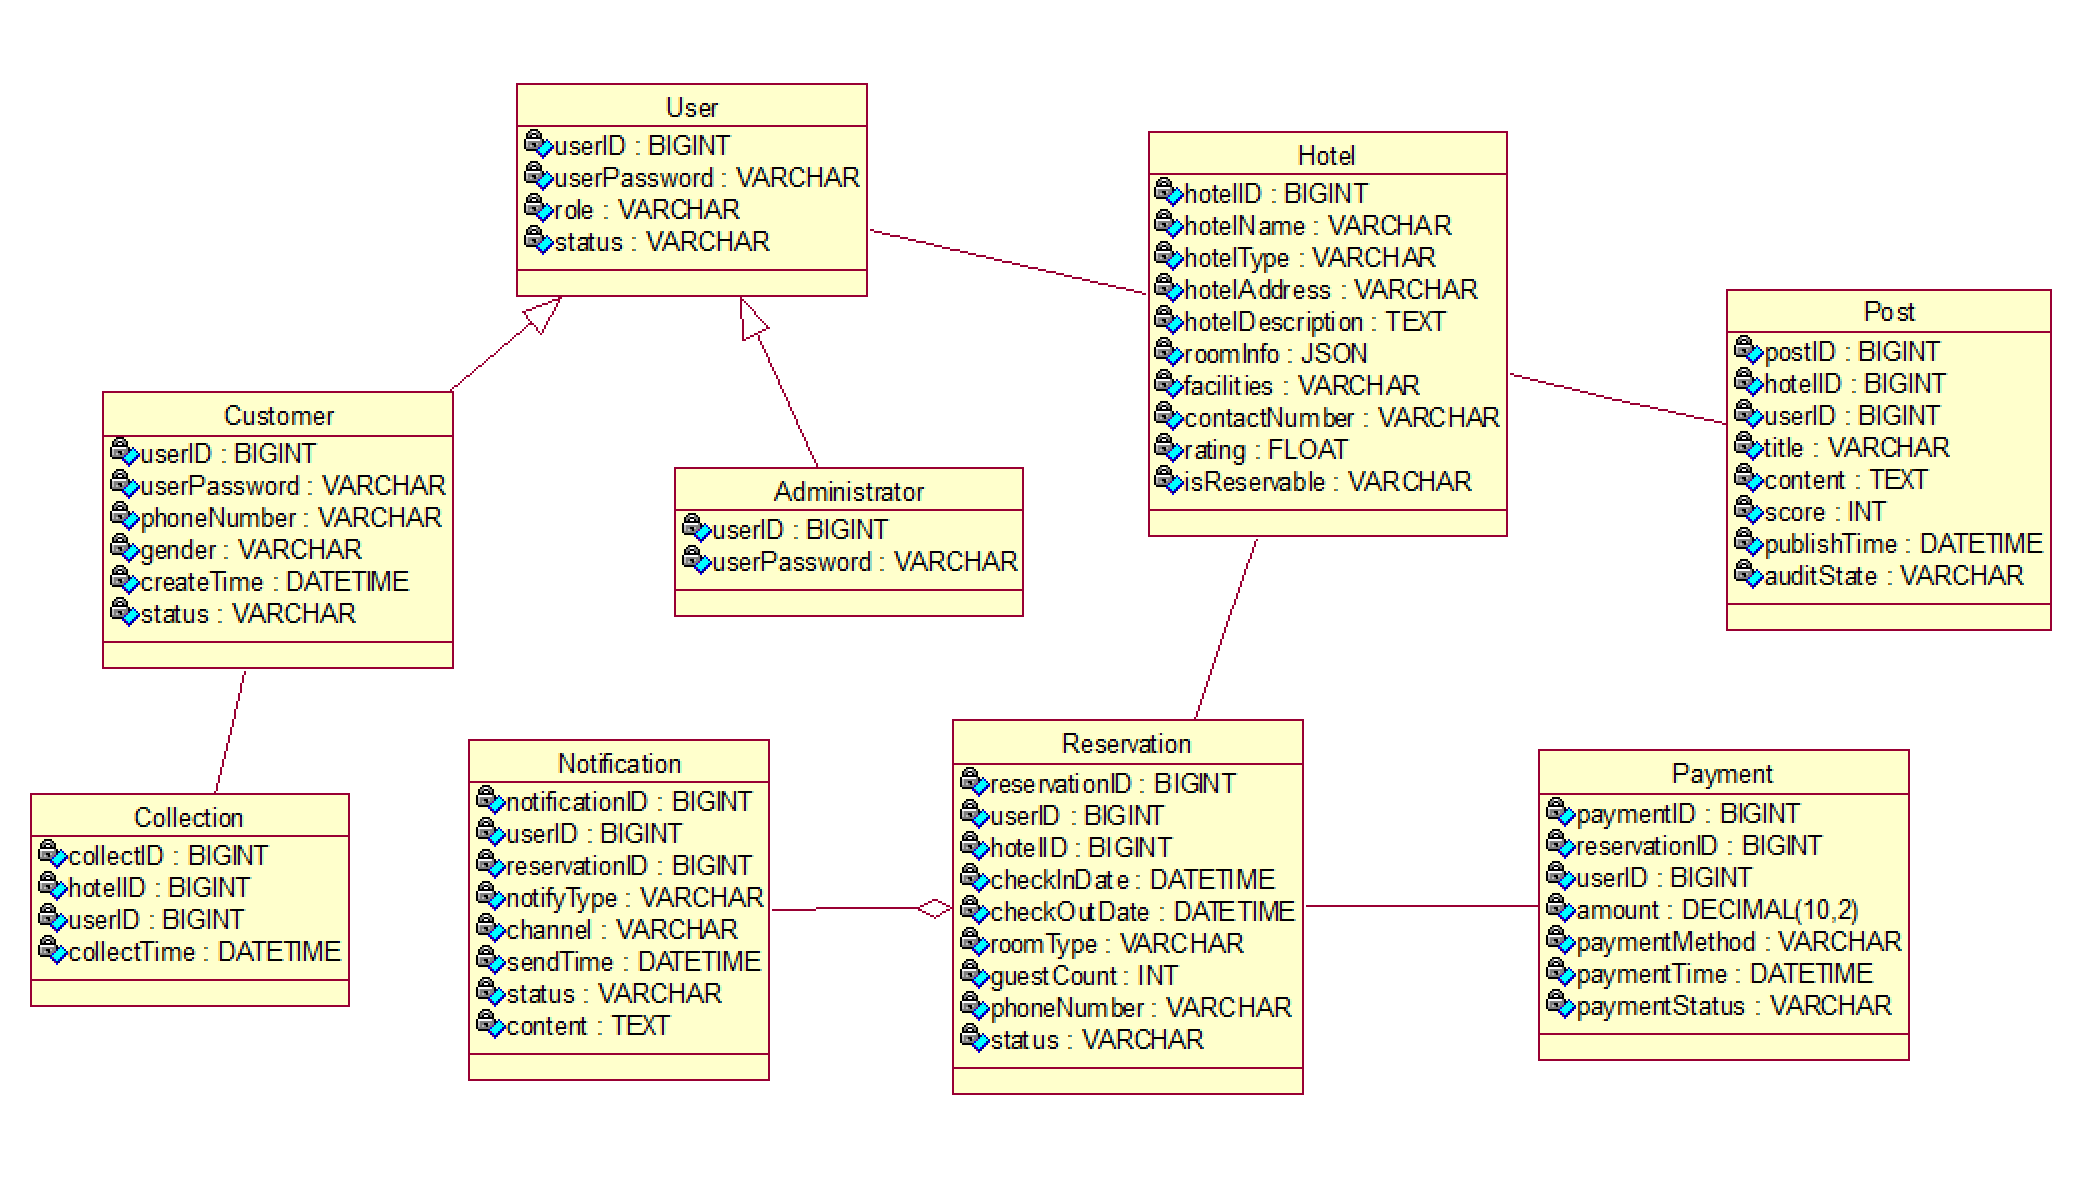 User
userID : BIGINT
userPassword : VARCHAR
role : VARCHAR
status : VARCHAR
Hotel
hotelID : BIGINT
hotelName : VARCHAR
hotelType : VARCHAR
hotelAddress : VARCHAR
hotelDescription : TEXT
roomInfo : JSON
facilities : VARCHAR
contactNumber : VARCHAR
rating : FLOAT
isReservable : VARCHAR
Post
postID : BIGINT
hotelID : BIGINT
userID : BIGINT
title : VARCHAR
content : TEXT
score : INT
publishTime : DATETIME
auditState : VARCHAR
Customer
userID : BIGINT
userPassword : VARCHAR
phoneNumber : VARCHAR
gender : VARCHAR
createTime : DATETIME
status : VARCHAR
Administrator
userID : BIGINT
userPassword : VARCHAR
Collection
collectID : BIGINT
hotelID : BIGINT
userID : BIGINT
collectTime : DATETIME
Notification
notificationID : BIGINT
userID : BIGINT
reservationID : BIGINT
notifyType : VARCHAR
channel : VARCHAR
sendTime : DATETIME
status : VARCHAR
content : TEXT
Reservation
reservationID : BIGINT
userID : BIGINT
hotelID : BIGINT
checkInDate : DATETIME
checkOutDate : DATETIME
roomType : VARCHAR
guestCount : INT
phoneNumber : VARCHAR
status : VARCHAR
Payment
paymentID : BIGINT
reservationID : BIGINT
userID : BIGINT
amount : DECIMAL(10,2)
paymentMethod : VARCHAR
paymentTime : DATETIME
paymentStatus : VARCHAR